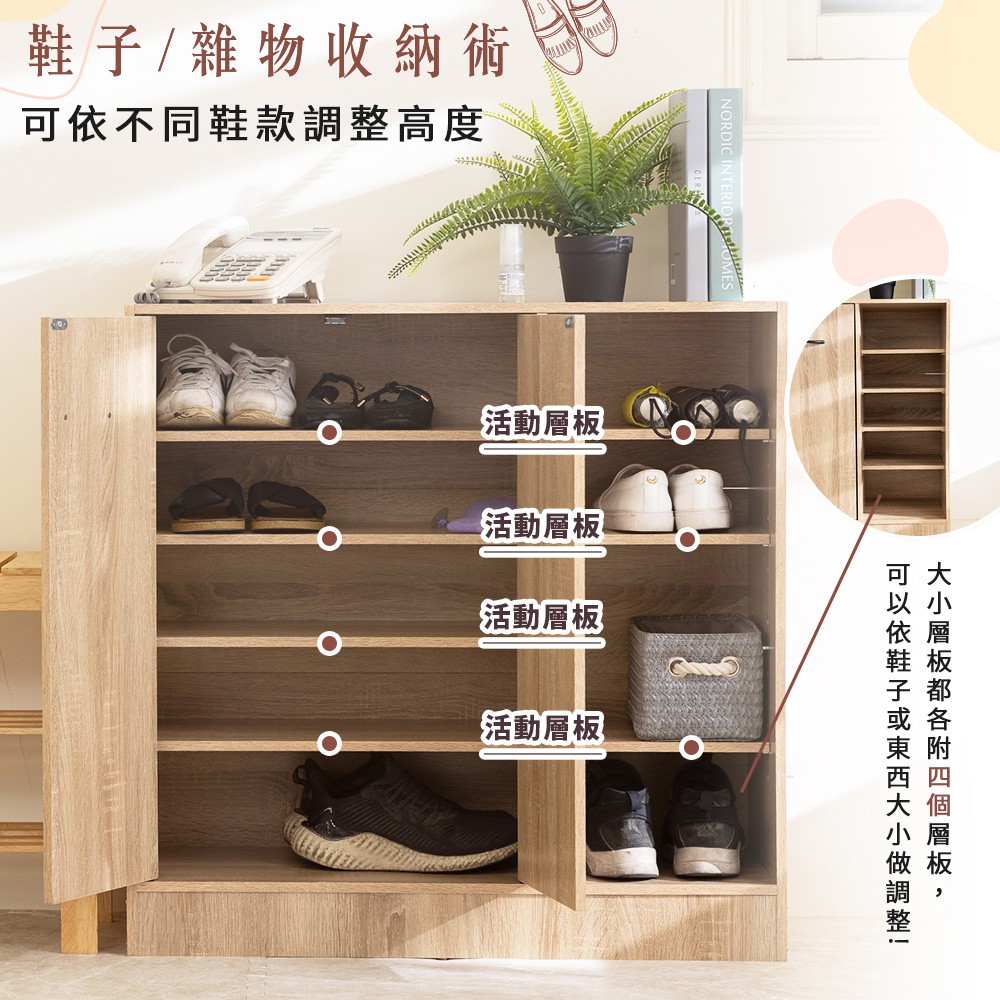 鞋子/雜物收納術
可依不同鞋款調整高度
NORDIC INTERIOR HOMES
活動層板
活動層板
活動層板
活動層板
大小層板都各附四個層板，
可以依鞋子或東西大小做調整!